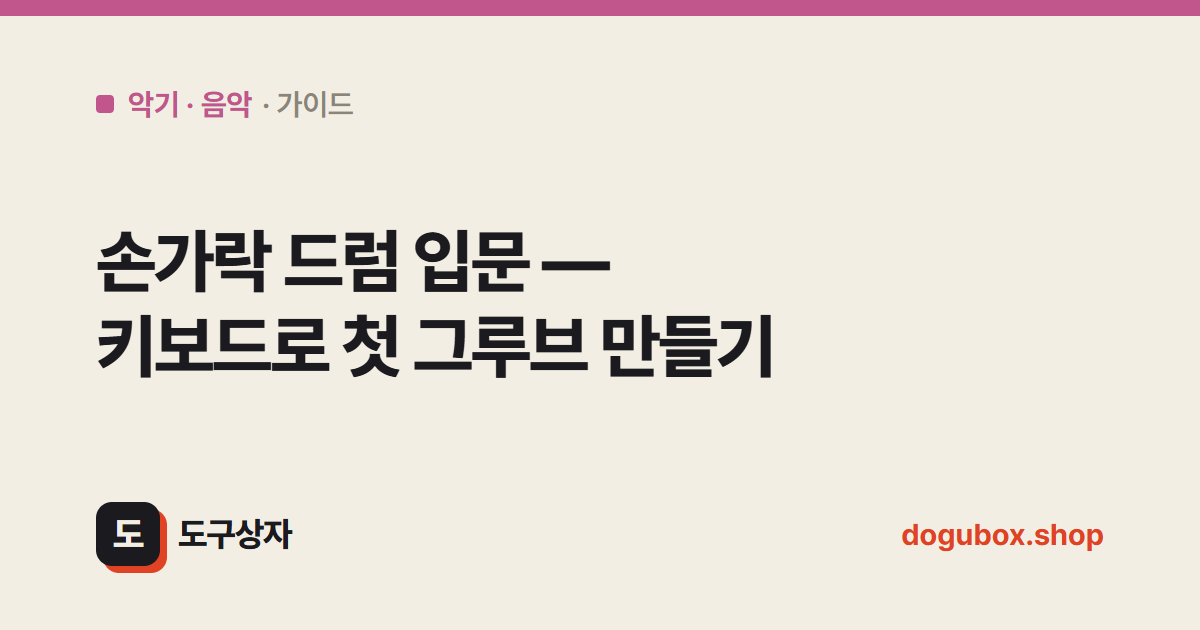 악기 · 음악 · 가이드
손가락 드럼 입문 —
키보드로 첫 그루브 만들기
도 도구상자
dogubox.shop